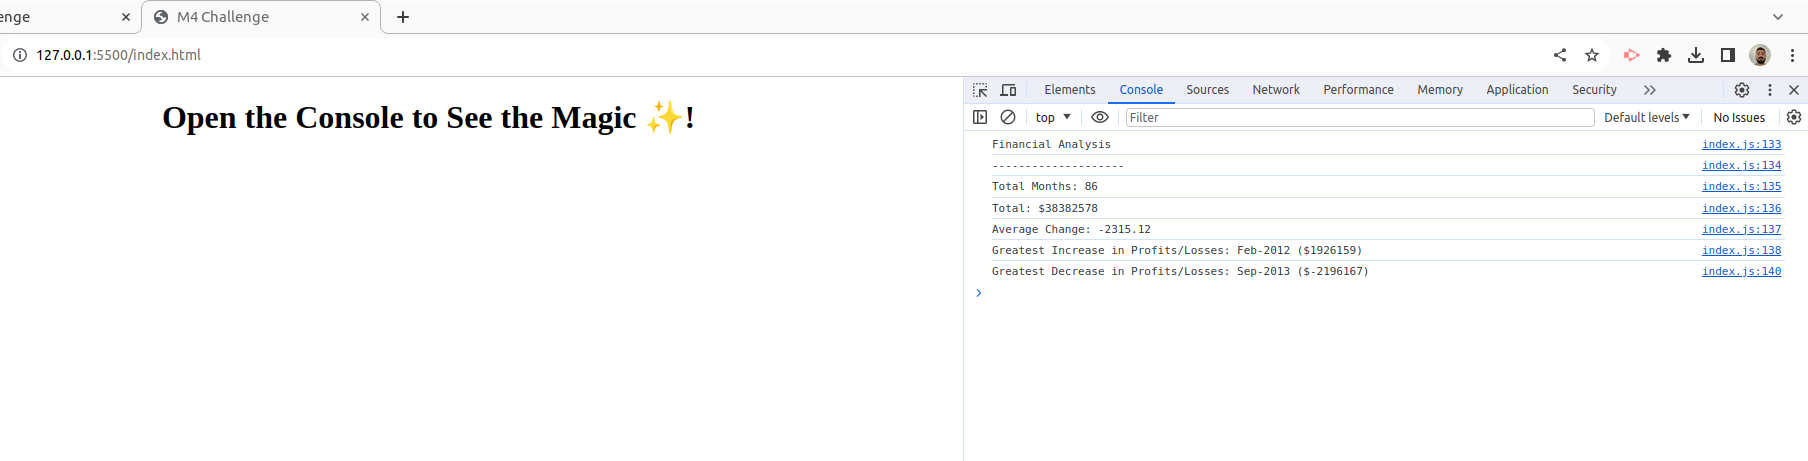 enge
M4 Challenge
127.0.0.1:5500/index.html
Open the Console to See the Magic ✨!
Elements Console Sources Network Performance Memory Application Security
top Filter Default levels No Issues
Financial Analysis index.js:133
-------------------- index.js:134
Total Months: 86 index.js:135
Total: $38382578 index.js:136
Average Change: -2315.12 index.js:137
Greatest Increase in Profits/Losses: Feb-2012 ($1926159) index.js:138
Greatest Decrease in Profits/Losses: Sep-2013 ($-2196167) index.js:140